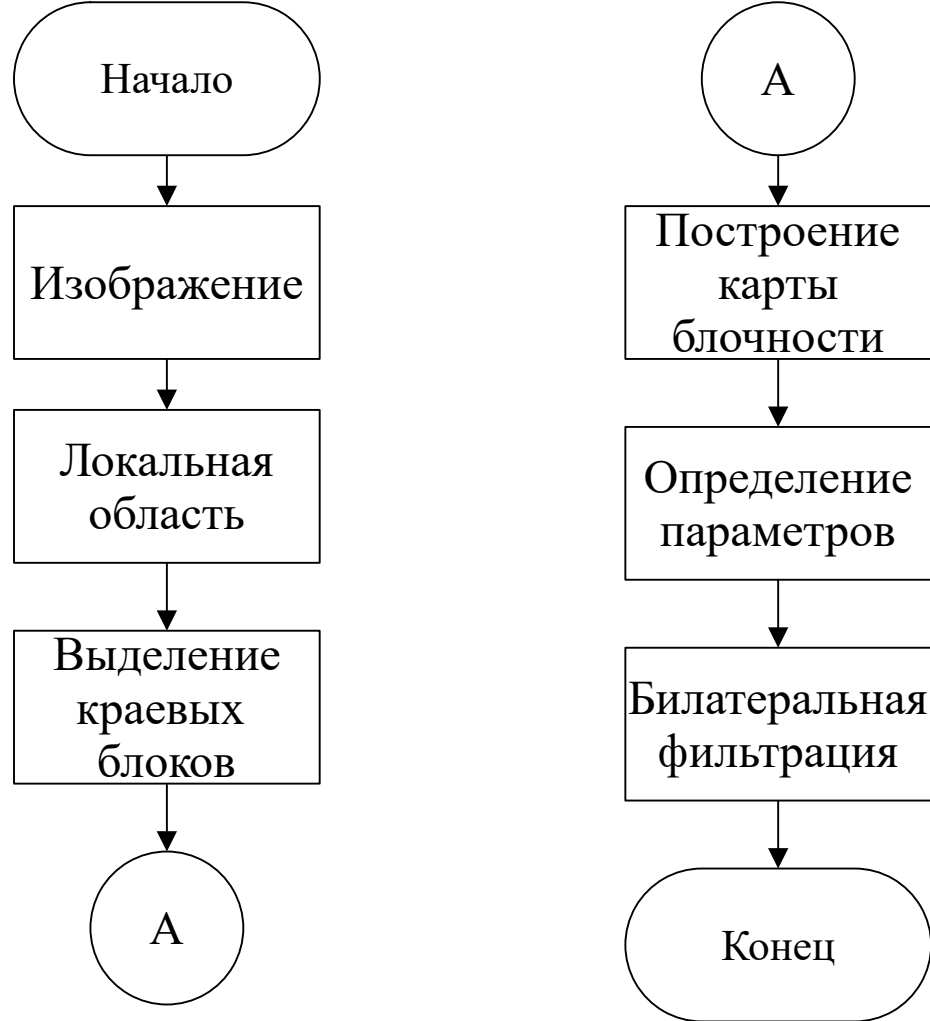 Начало
Изображение
Локальная
область
Выделение
краевых
блоков
А
А
Построение
карты
блочности
Определение
параметров
Билатеральная
фильтрация
Конец